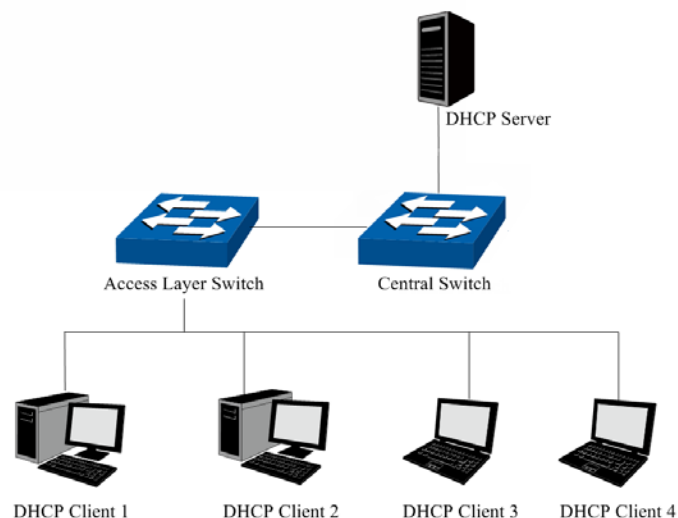 DHCP Server
Access Layer Switch
Central Switch
DHCP Client 1
DHCP Client 2
DHCP Client 3
DHCP Client 4